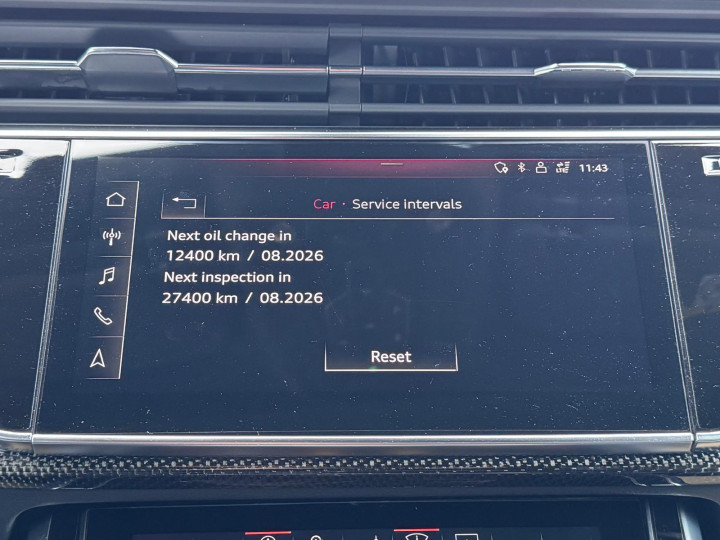 LTE 11:43
Car · Service intervals
Next oil change in
12400 km / 08.2026
Next inspection in
27400 km / 08.2026
Reset